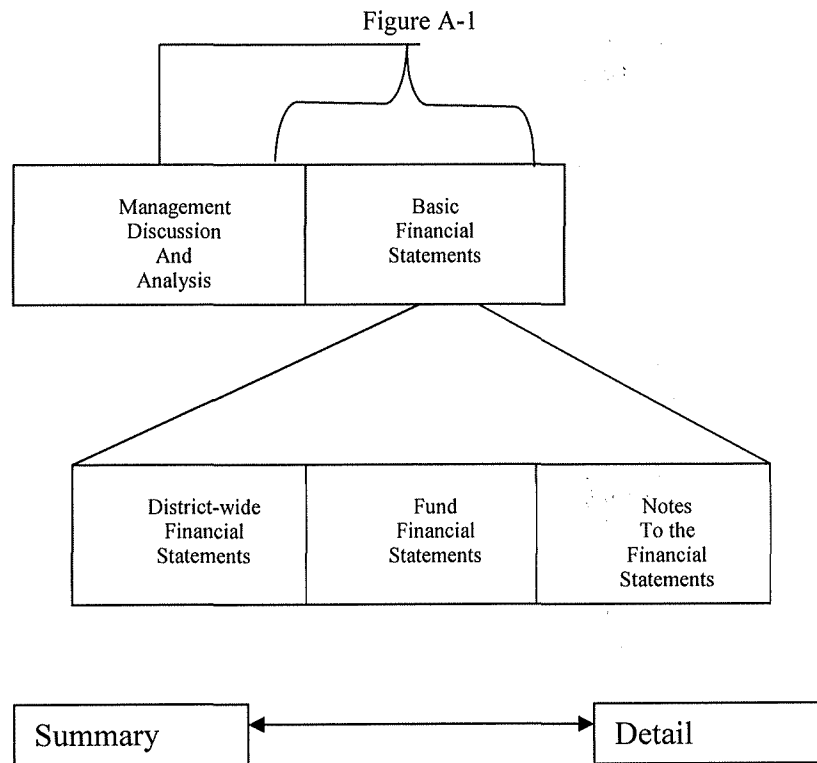 Figure A-1
Management
Discussion
And
Analysis
Basic
Financial
Statements
District-wide
Financial
Statements
Fund
Financial
Statements
Notes
To the
Financial
Statements
Summary
Detail